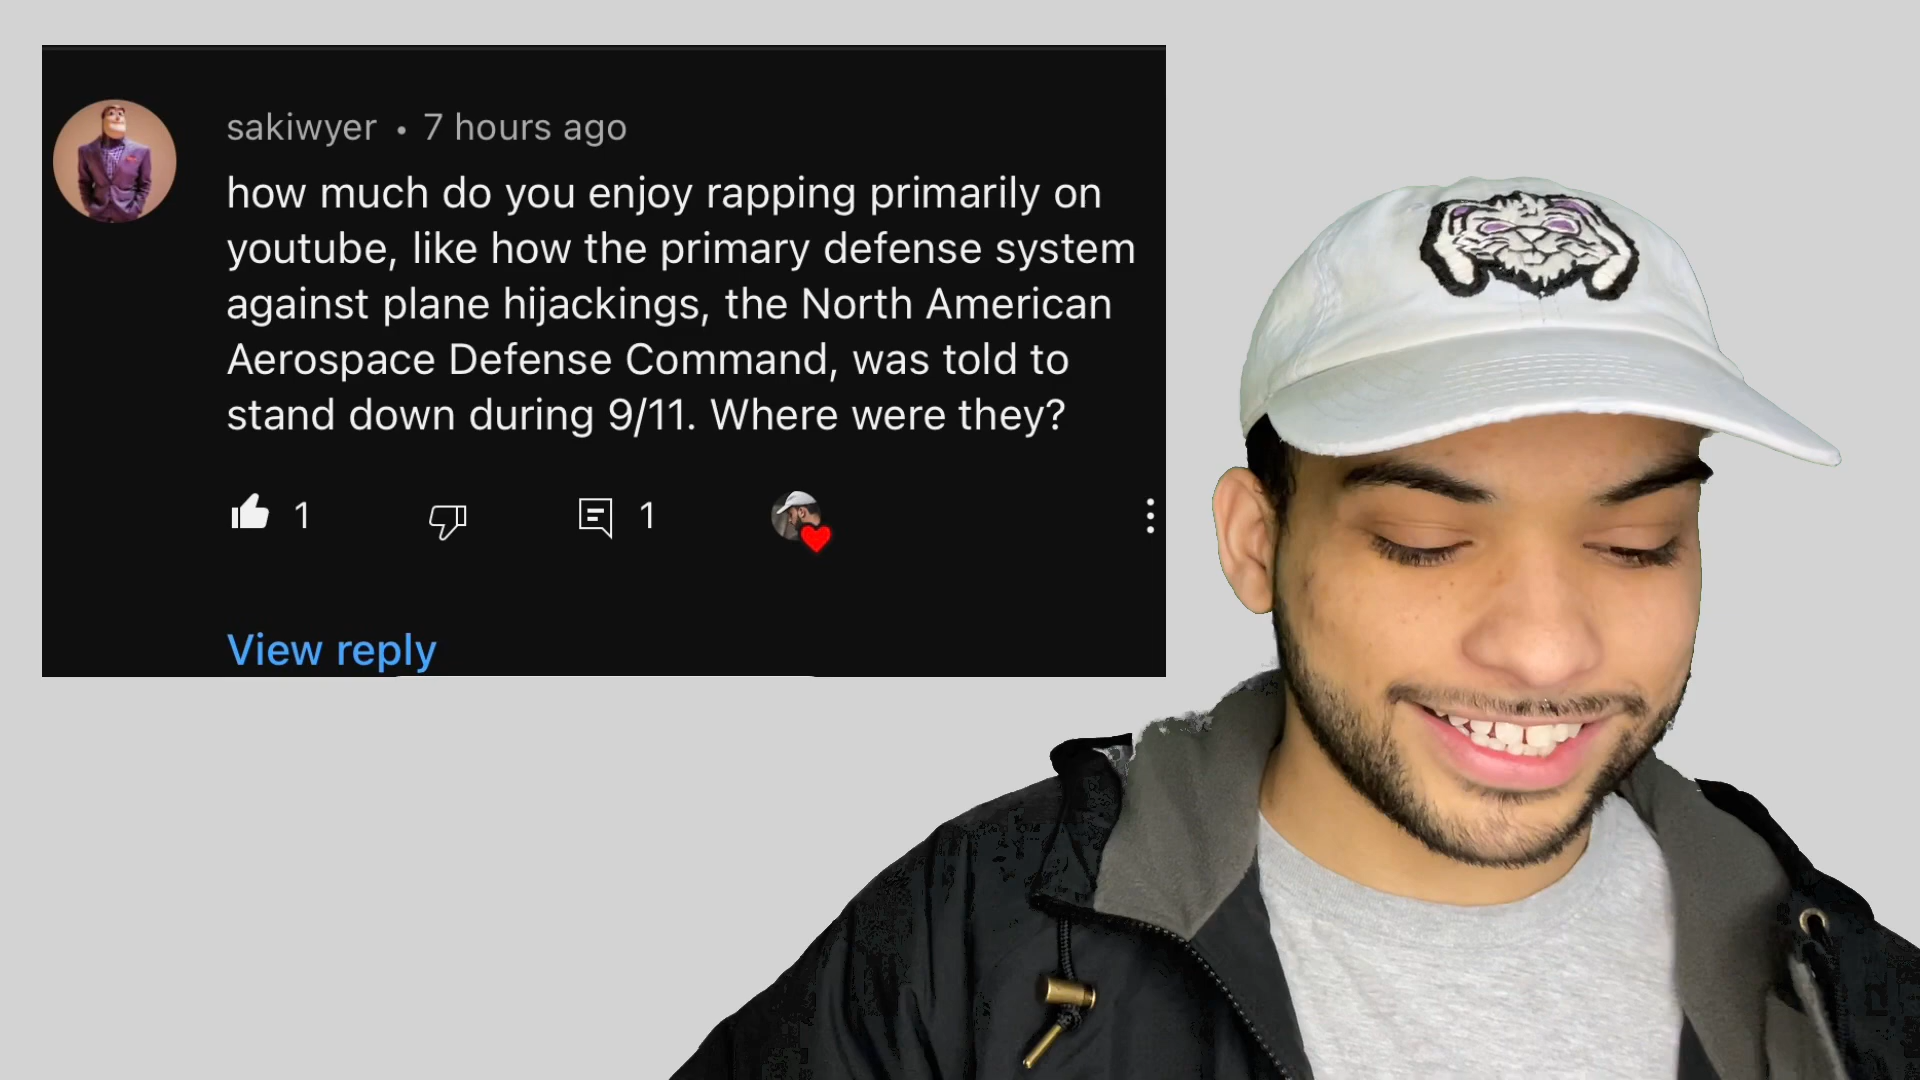 sakiwyer • 7 hours ago
how much do you enjoy rapping primarily on
youtube, like how the primary defense system
against plane hijackings, the North American
Aerospace Defense Command, was told to
stand down during 9/11. Where were they?
1 1
View reply